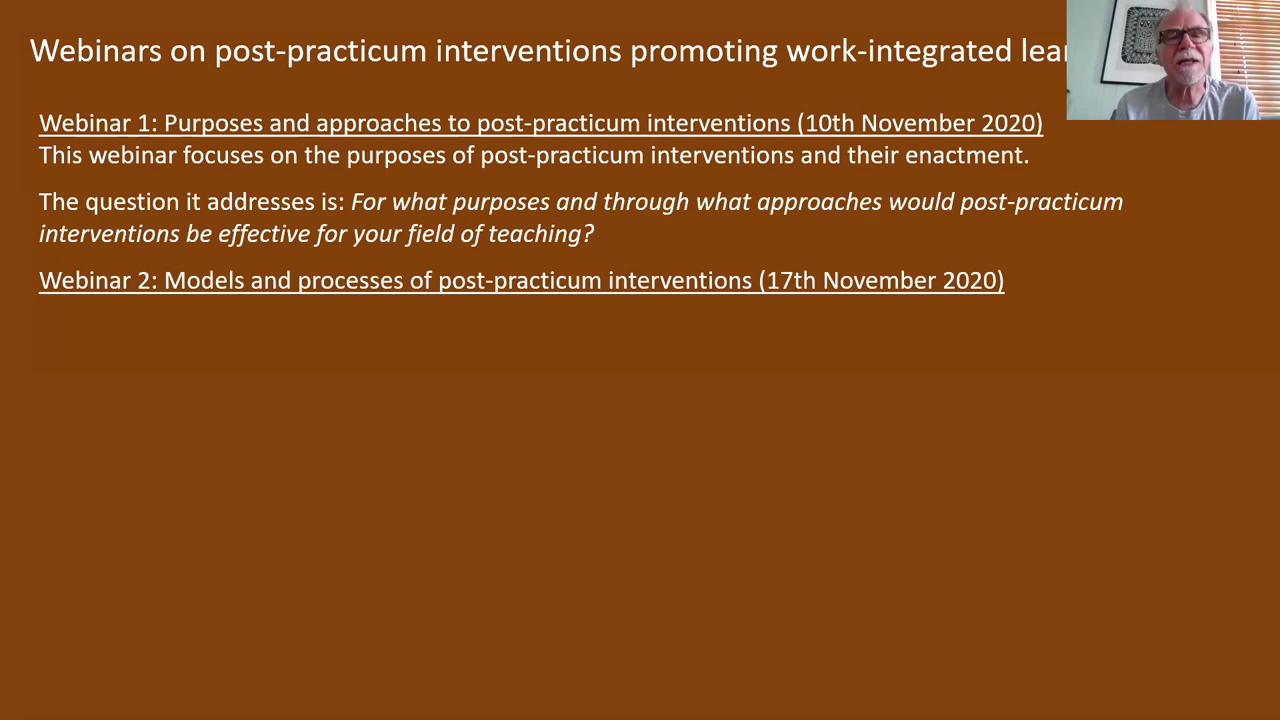 Webinars on post-practicum interventions promoting work-integrated
Webinar 1: Purposes and approaches to post-practicum interventions (10th November 2020)
This webinar focuses on the purposes of post-practicum interventions and their enactment.
The question it addresses is: For what purposes and through what approaches would post-practicum
interventions be effective for your field of teaching?
Webinar 2: Models and processes of post-practicum interventions (17th November 2020)